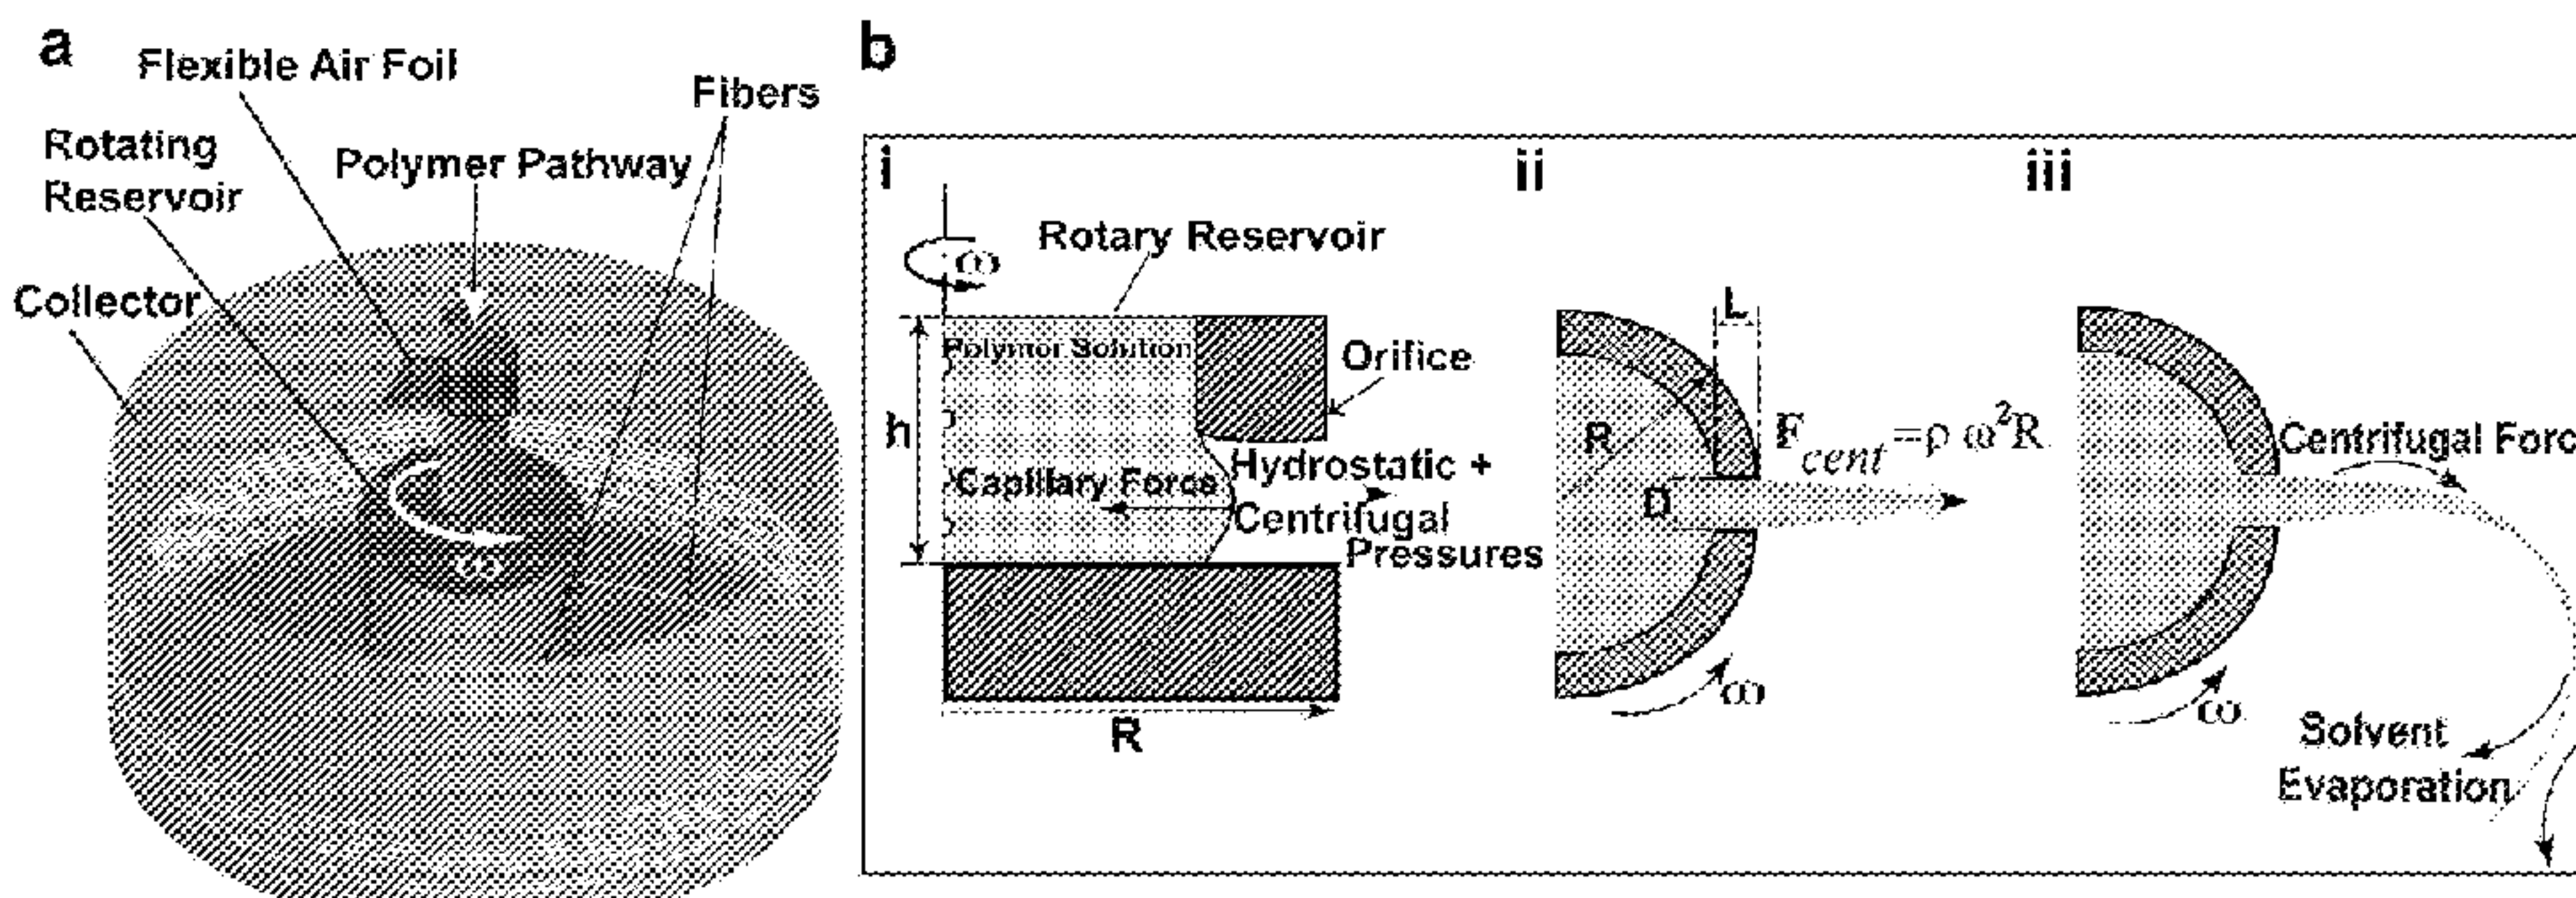 a
Flexible Air Foil
Fibers
Rotating
Reservoir
Polymer Pathway
Collector
ω
b
i
ω
Rotary Reservoir
Polymer Solution
Orifice
h
Capillary Force
Hydrostatic +
Centrifugal
Pressures
R
ii
L
R
F_cent=ρ ω²R
D
ω
iii
Centrifugal Forc
ω
Solvent
Evaporation